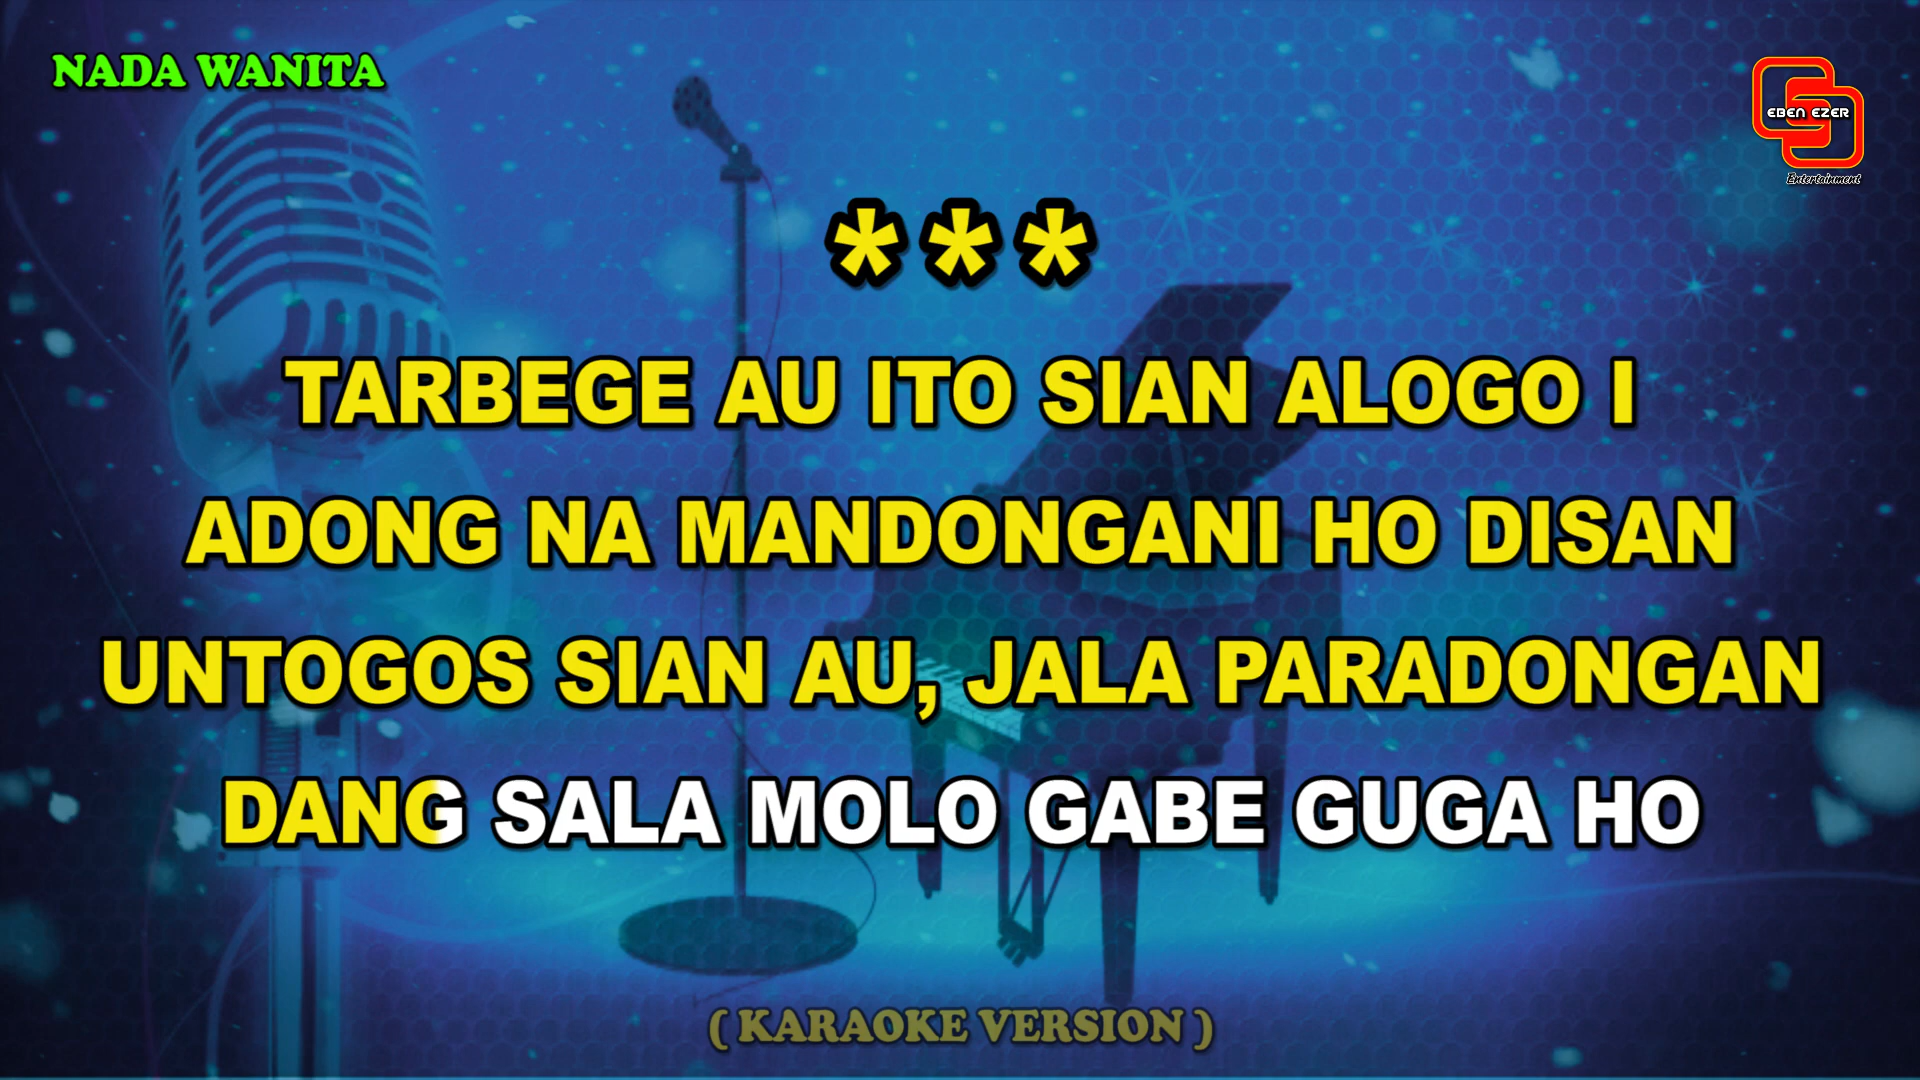 NADA WANITA
EBEN EZER
Entertainment
***
TARBEGE AU ITO SIAN ALOGO I
ADONG NA MANDONGANI HO DISAN
UNTOGOS SIAN AU, JALA PARADONGAN
DANG SALA MOLO GABE GUGA HO
( KARAOKE VERSION )